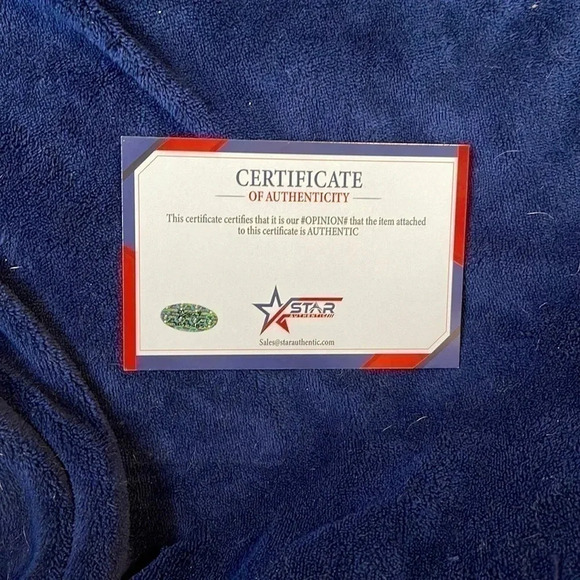 CERTIFICATE
OF AUTHENTICITY
This certificate certifies that it is our #OPINION# that the item attached
to this certificate is AUTHENTIC
STAR
AUTHENTIC///
Sales@starauthentic.com